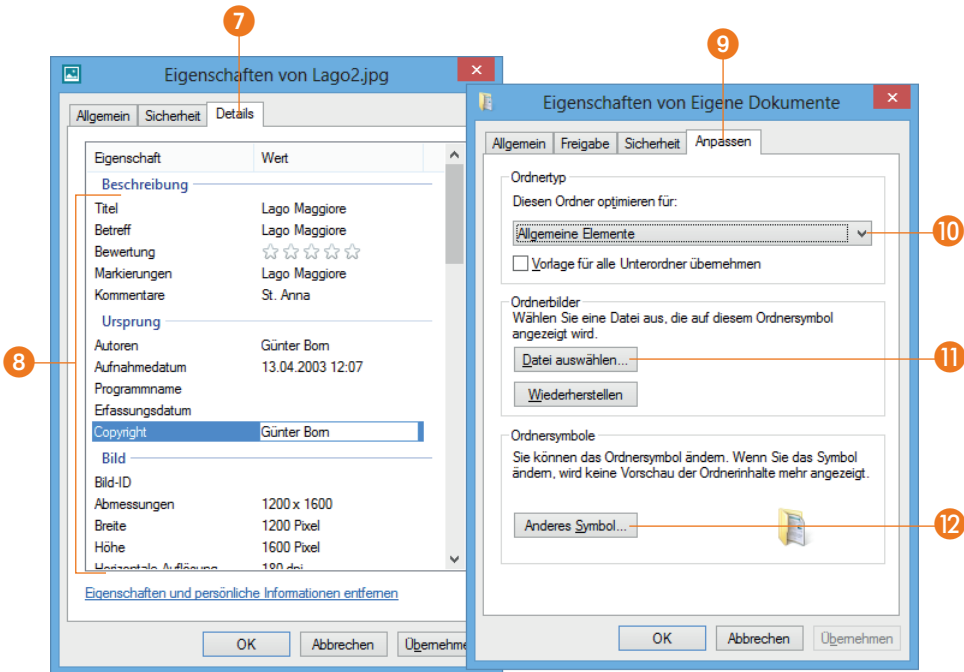 7
Eigenschaften von Lago2.jpg
Allgemein Sicherheit Details
Eigenschaft Wert
Beschreibung
Titel Lago Maggiore
Betreff Lago Maggiore
Bewertung
Markierungen Lago Maggiore
Kommentare St. Anna
Ursprung
8
Autoren Günter Born
Aufnahmedatum 13.04.2003 12:07
Programmname
Erfassungsdatum
Copyright Günter Born
Bild
Bild-ID
Abmessungen 1200 x 1600
Breite 1200 Pixel
Höhe 1600 Pixel
Horizontale Auflösung 180 dpi
Eigenschaften und persönliche Informationen entfernen
OK Abbrechen Übernehme
9
Eigenschaften von Eigene Dokumente
Allgemein Freigabe Sicherheit Anpassen
Ordnertyp
Diesen Ordner optimieren für:
Allgemeine Elemente
10
Vorlage für alle Unterordner übernehmen
Ordnerbilder
Wählen Sie eine Datei aus, die auf diesem Ordnersymbol
angezeigt wird.
Datei auswählen...
11
Wiederherstellen
Ordnersymbole
Sie können das Ordnersymbol ändern. Wenn Sie das Symbol
ändern, wird keine Vorschau der Ordnerinhalte mehr angezeigt.
Anderes Symbol...
12
OK Abbrechen Übernehmen